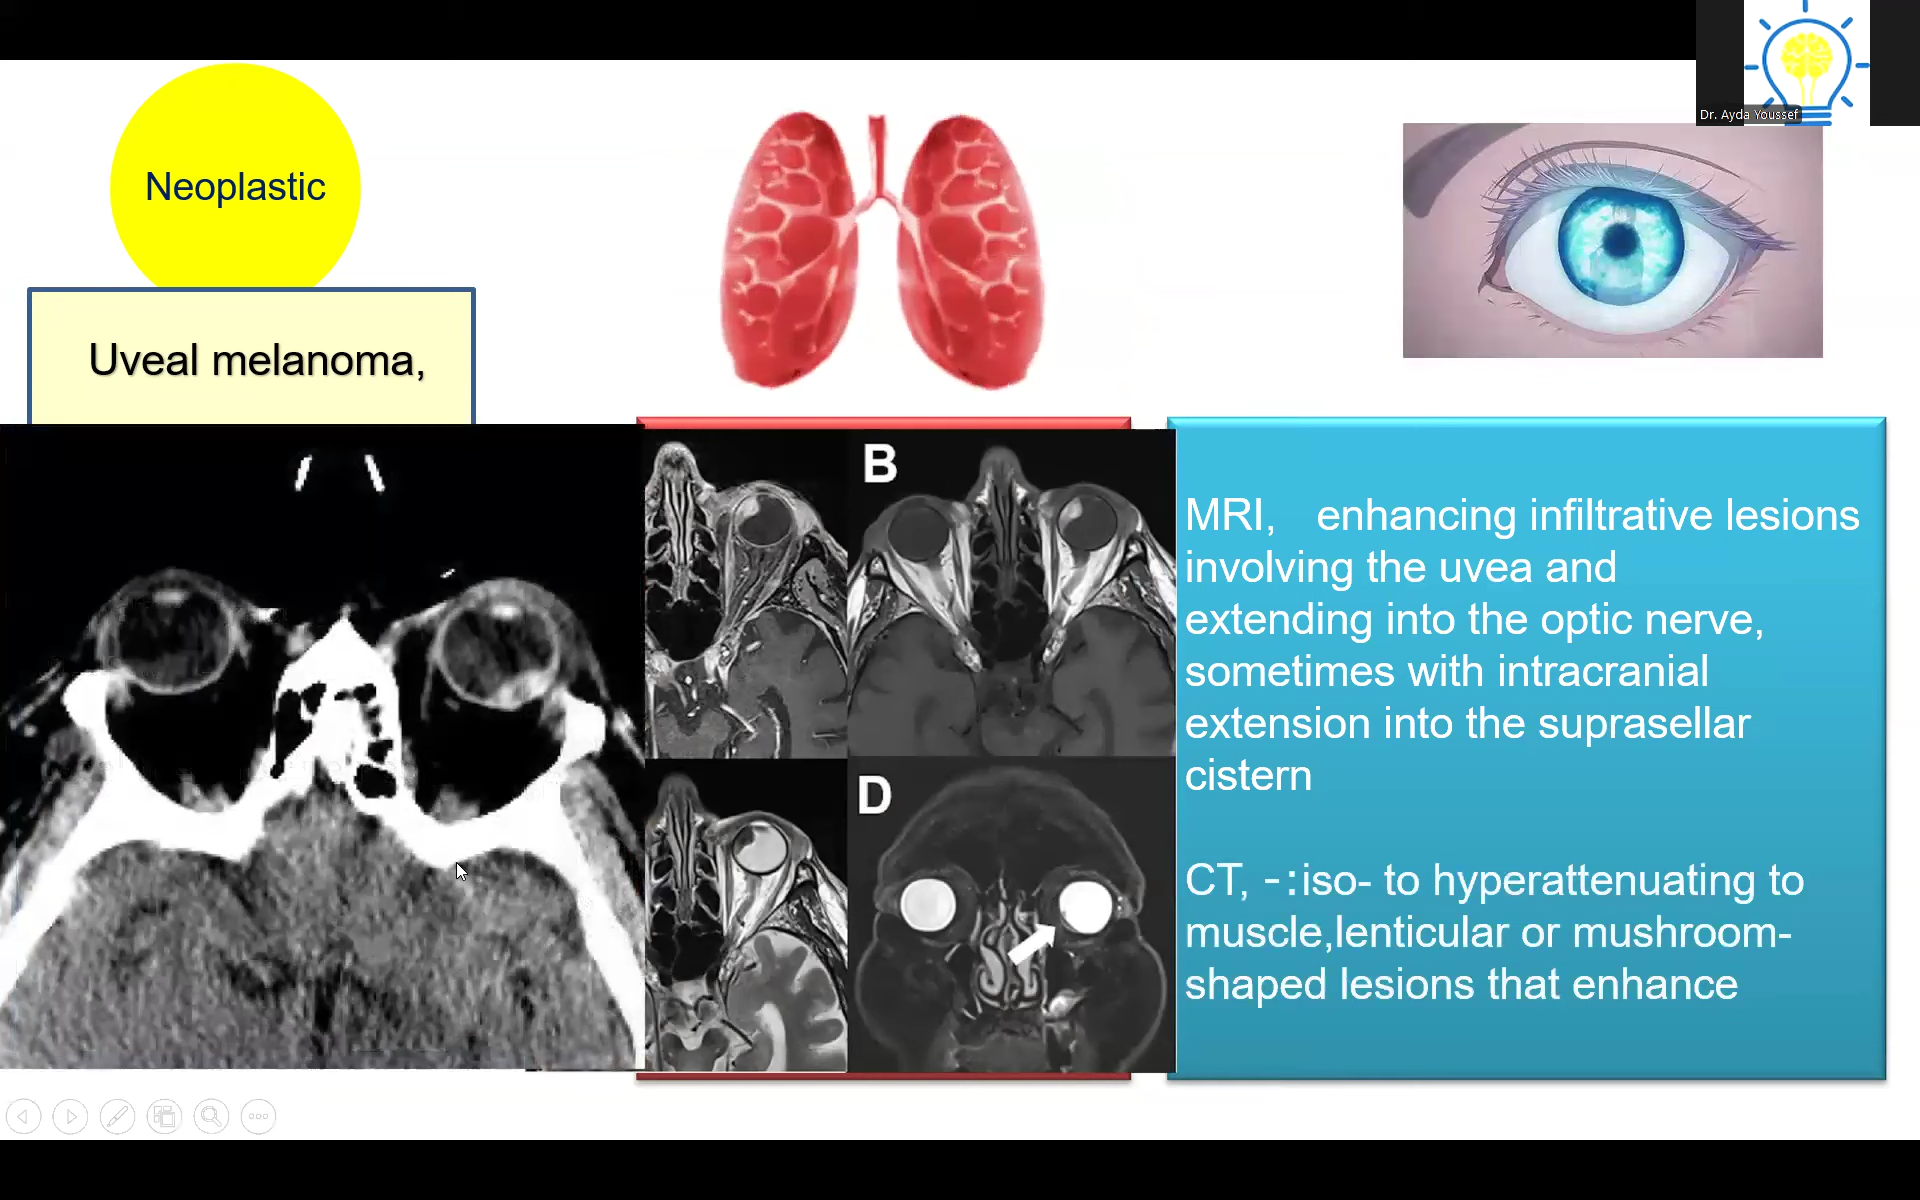 Dr. Ayda Youssef
Neoplastic
Uveal melanoma,
B
D
MRI, enhancing infiltrative lesions
involving the uvea and
extending into the optic nerve,
sometimes with intracranial
extension into the suprasellar
cistern
CT, -:iso- to hyperattenuating to
muscle,lenticular or mushroom-
shaped lesions that enhance